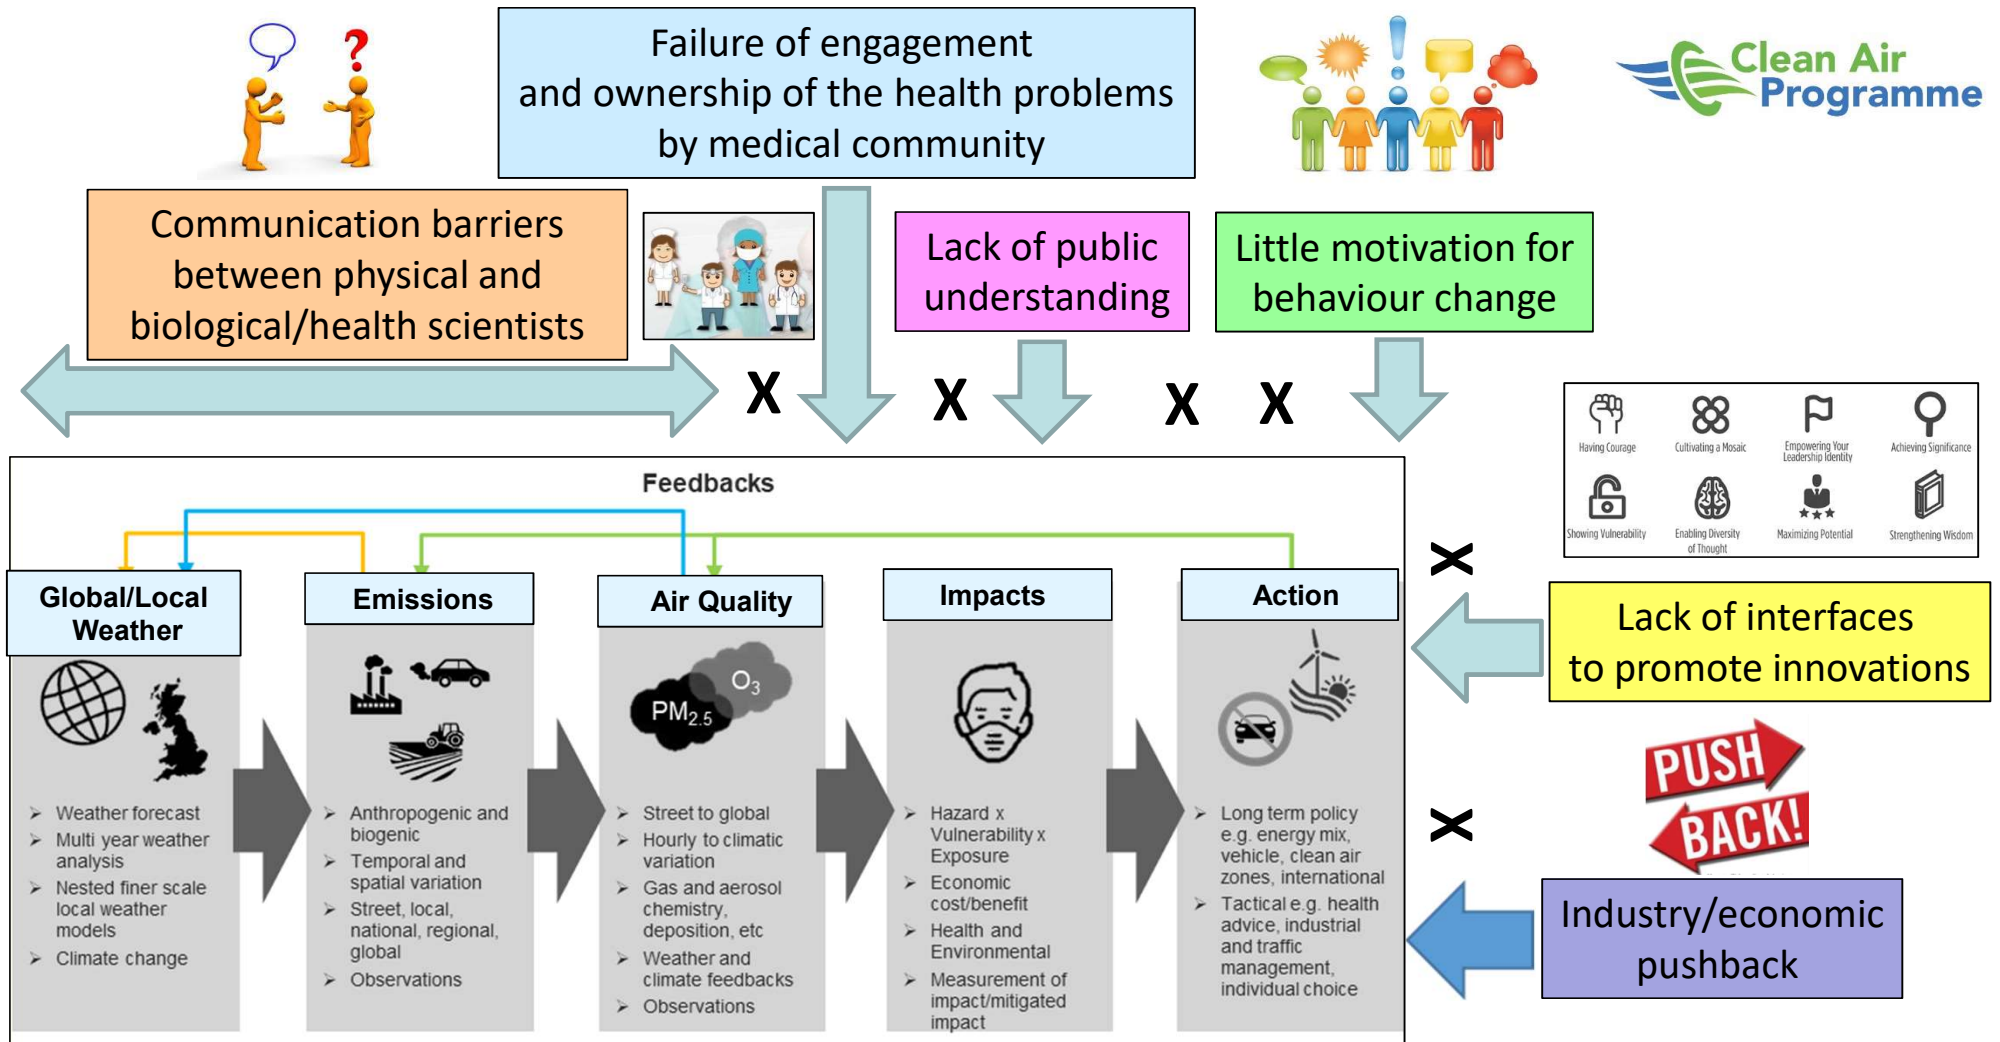 Failure of engagement
and ownership of the health problems
by medical community
Clean Air
Programme
Communication barriers
between physical and
biological/health scientists
Lack of public
understanding
Little motivation for
behaviour change
X
X
X
X
Having Courage
Cultivating a Mosaic
Empowering Your
Leadership Identity
Achieving Significance
Showing Vulnerability
Enabling Diversity
of Thought
Maximizing Potential
Strengthening Wisdom
X
Lack of interfaces
to promote innovations
PUSH
BACK!
X
Industry/economic
pushback
Feedbacks
Global/Local
Weather
➢ Weather forecast
➢ Multi year weather
analysis
➢ Nested finer scale
local weather
models
➢ Climate change
Emissions
➢ Anthropogenic and
biogenic
➢ Temporal and
spatial variation
➢ Street, local,
national, regional,
global
➢ Observations
Air Quality
O3
PM2.5
➢ Street to global
➢ Hourly to climatic
variation
➢ Gas and aerosol
chemistry,
deposition, etc
➢ Weather and
climate feedbacks
➢ Observations
Impacts
➢ Hazard x
Vulnerability x
Exposure
➢ Economic
cost/benefit
➢ Health and
Environmental
➢ Measurement of
impact/mitigated
impact
Action
➢ Long term policy
e.g. energy mix,
vehicle, clean air
zones, international
➢ Tactical e.g. health
advice, industrial
and traffic
management,
individual choice